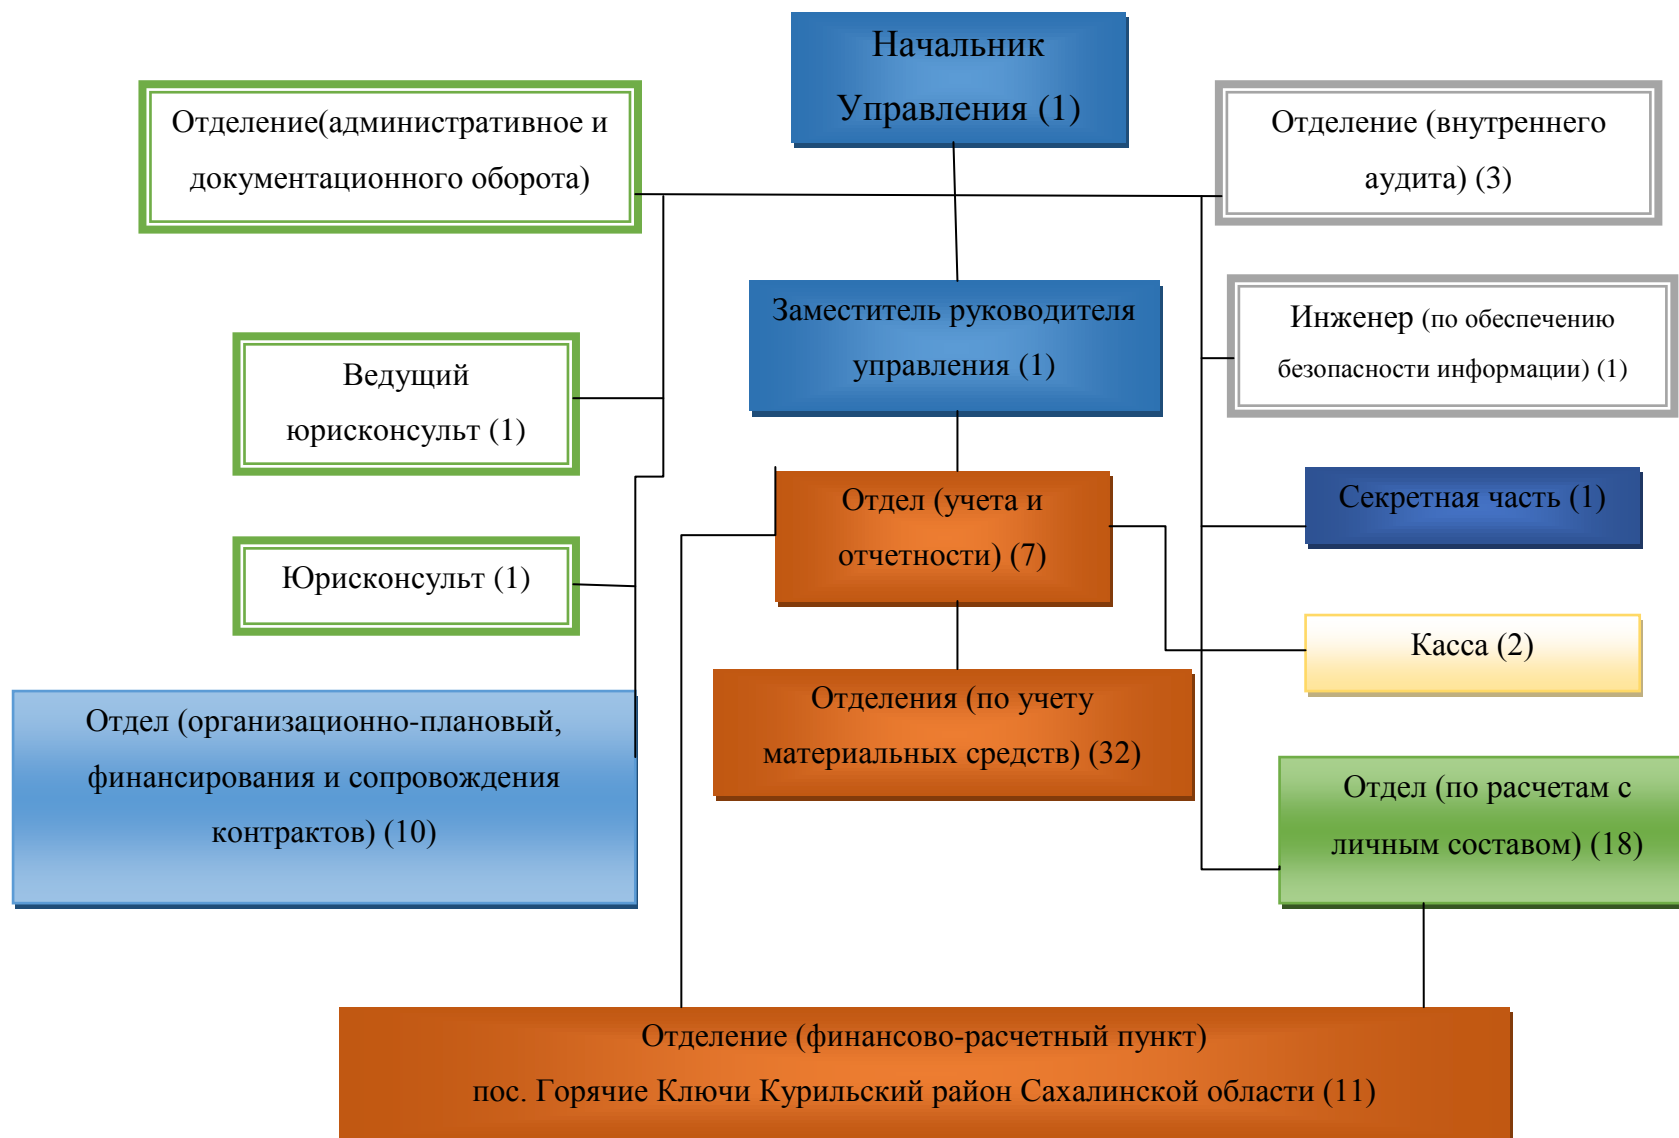 Начальник
Управления (1)
Отделение(административное и
документационного оборота)
Отделение (внутреннего
аудита) (3)
Заместитель руководителя
управления (1)
Инженер (по обеспечению
безопасности информации) (1)
Ведущий
юрисконсульт (1)
Отдел (учета и
отчетности) (7)
Секретная часть (1)
Юрисконсульт (1)
Касса (2)
Отдел (организационно-плановый,
финансирования и сопровождения
контрактов) (10)
Отделения (по учету
материальных средств) (32)
Отдел (по расчетам с
личным составом) (18)
Отделение (финансово-расчетный пункт)
пос. Горячие Ключи Курильский район Сахалинской области (11)